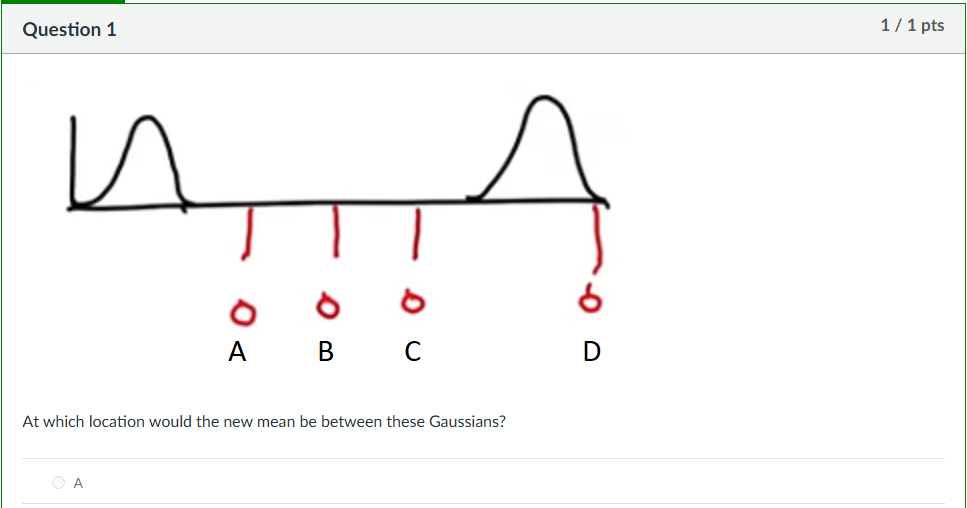 Question 1
1 / 1 pts
A B C D
At which location would the new mean be between these Gaussians?
A